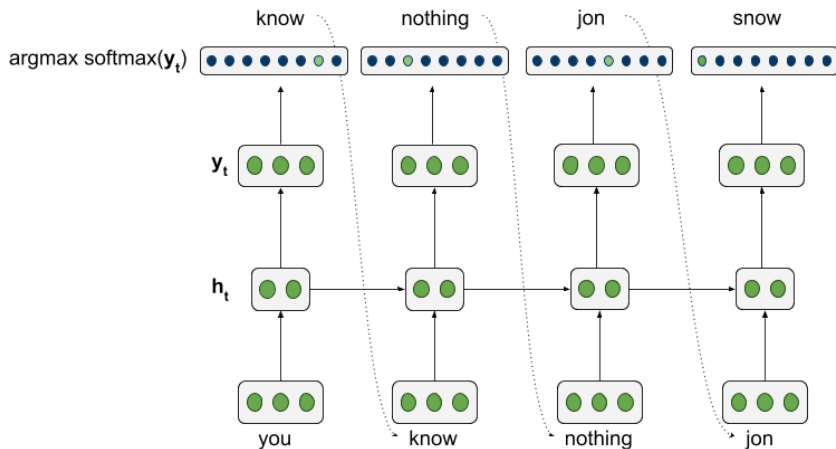 know nothing jon snow
argmax softmax(yt)
yt
ht
you know nothing jon